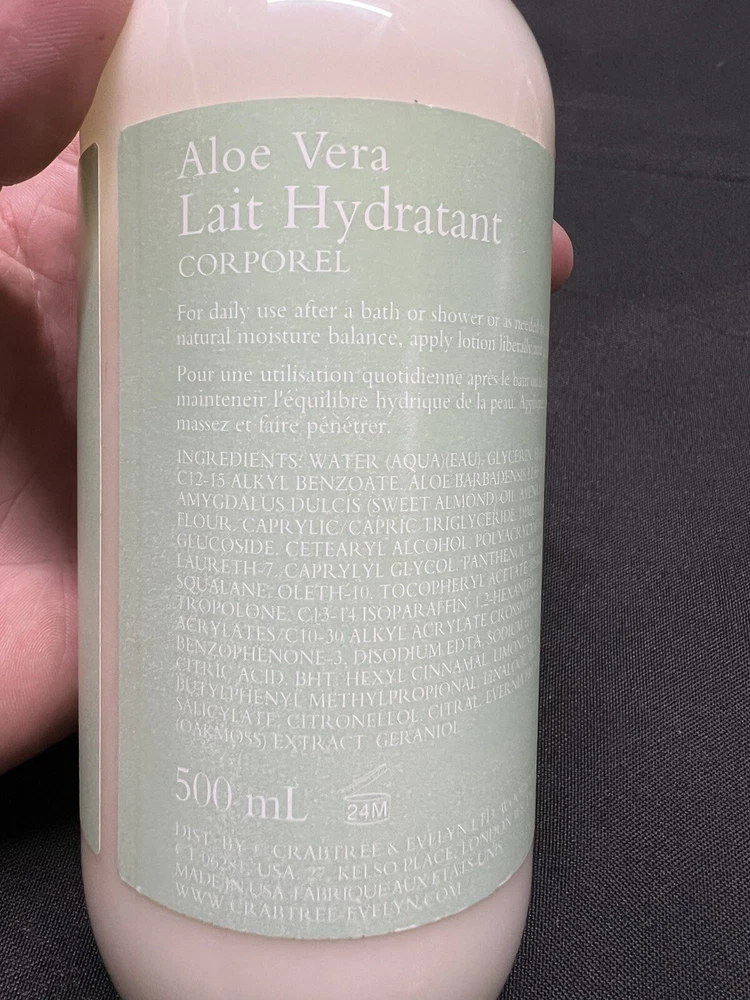 Aloe Vera
Lait Hydratant
CORPOREL
For daily use after a bath or shower or as needed
natural moisture balance, apply lotion liberally
Pour une utilisation quotidienne aprés le bain ou
mainteneir l'équilibre hydrique de la peau.
massez et faire pénétrer.
INGREDIENTS: WATER (AQUA)(EAU), GLYCERIN,
C12-15 ALKYL BENZOATE, ALOE BARBADENSIS
AMYGDALUS DULCIS (SWEET ALMOND) OIL,
FLOUR, CAPRYLIC/CAPRIC TRIGLYCERIDE,
GLUCOSIDE, CETEARYL ALCOHOL,
LAURETH-7, CAPRYLYL GLYCOL, PANTHENOL,
SQUALANE, OLETH-10, TOCOPHERYL ACETATE,
TROPOLONE, C13-14 ISOPARAFFIN,
ACRYLATES/C10-30 ALKYL ACRYLATE
BENZOPHENONE-3, DISODIUM EDTA, SODIUM
CITRIC ACID, BHT, HEXYL CINNAMAL,
BUTYLPHENYL METHYLPROPIONAL, LINALOOL,
SALICYLATE, CITRONELLOL, CITRAL,
(OAKMOSS) EXTRACT, GERANIOL
500 mL
24M
DIST. BY CRABTREE & EVELYN LTD.
CT 06281, USA 27, KELSO PLACE, LONDON
MADE IN USA FABRIQUE AUX ETATS-UNIS
WWW.CRABTREE-EVELYN.COM